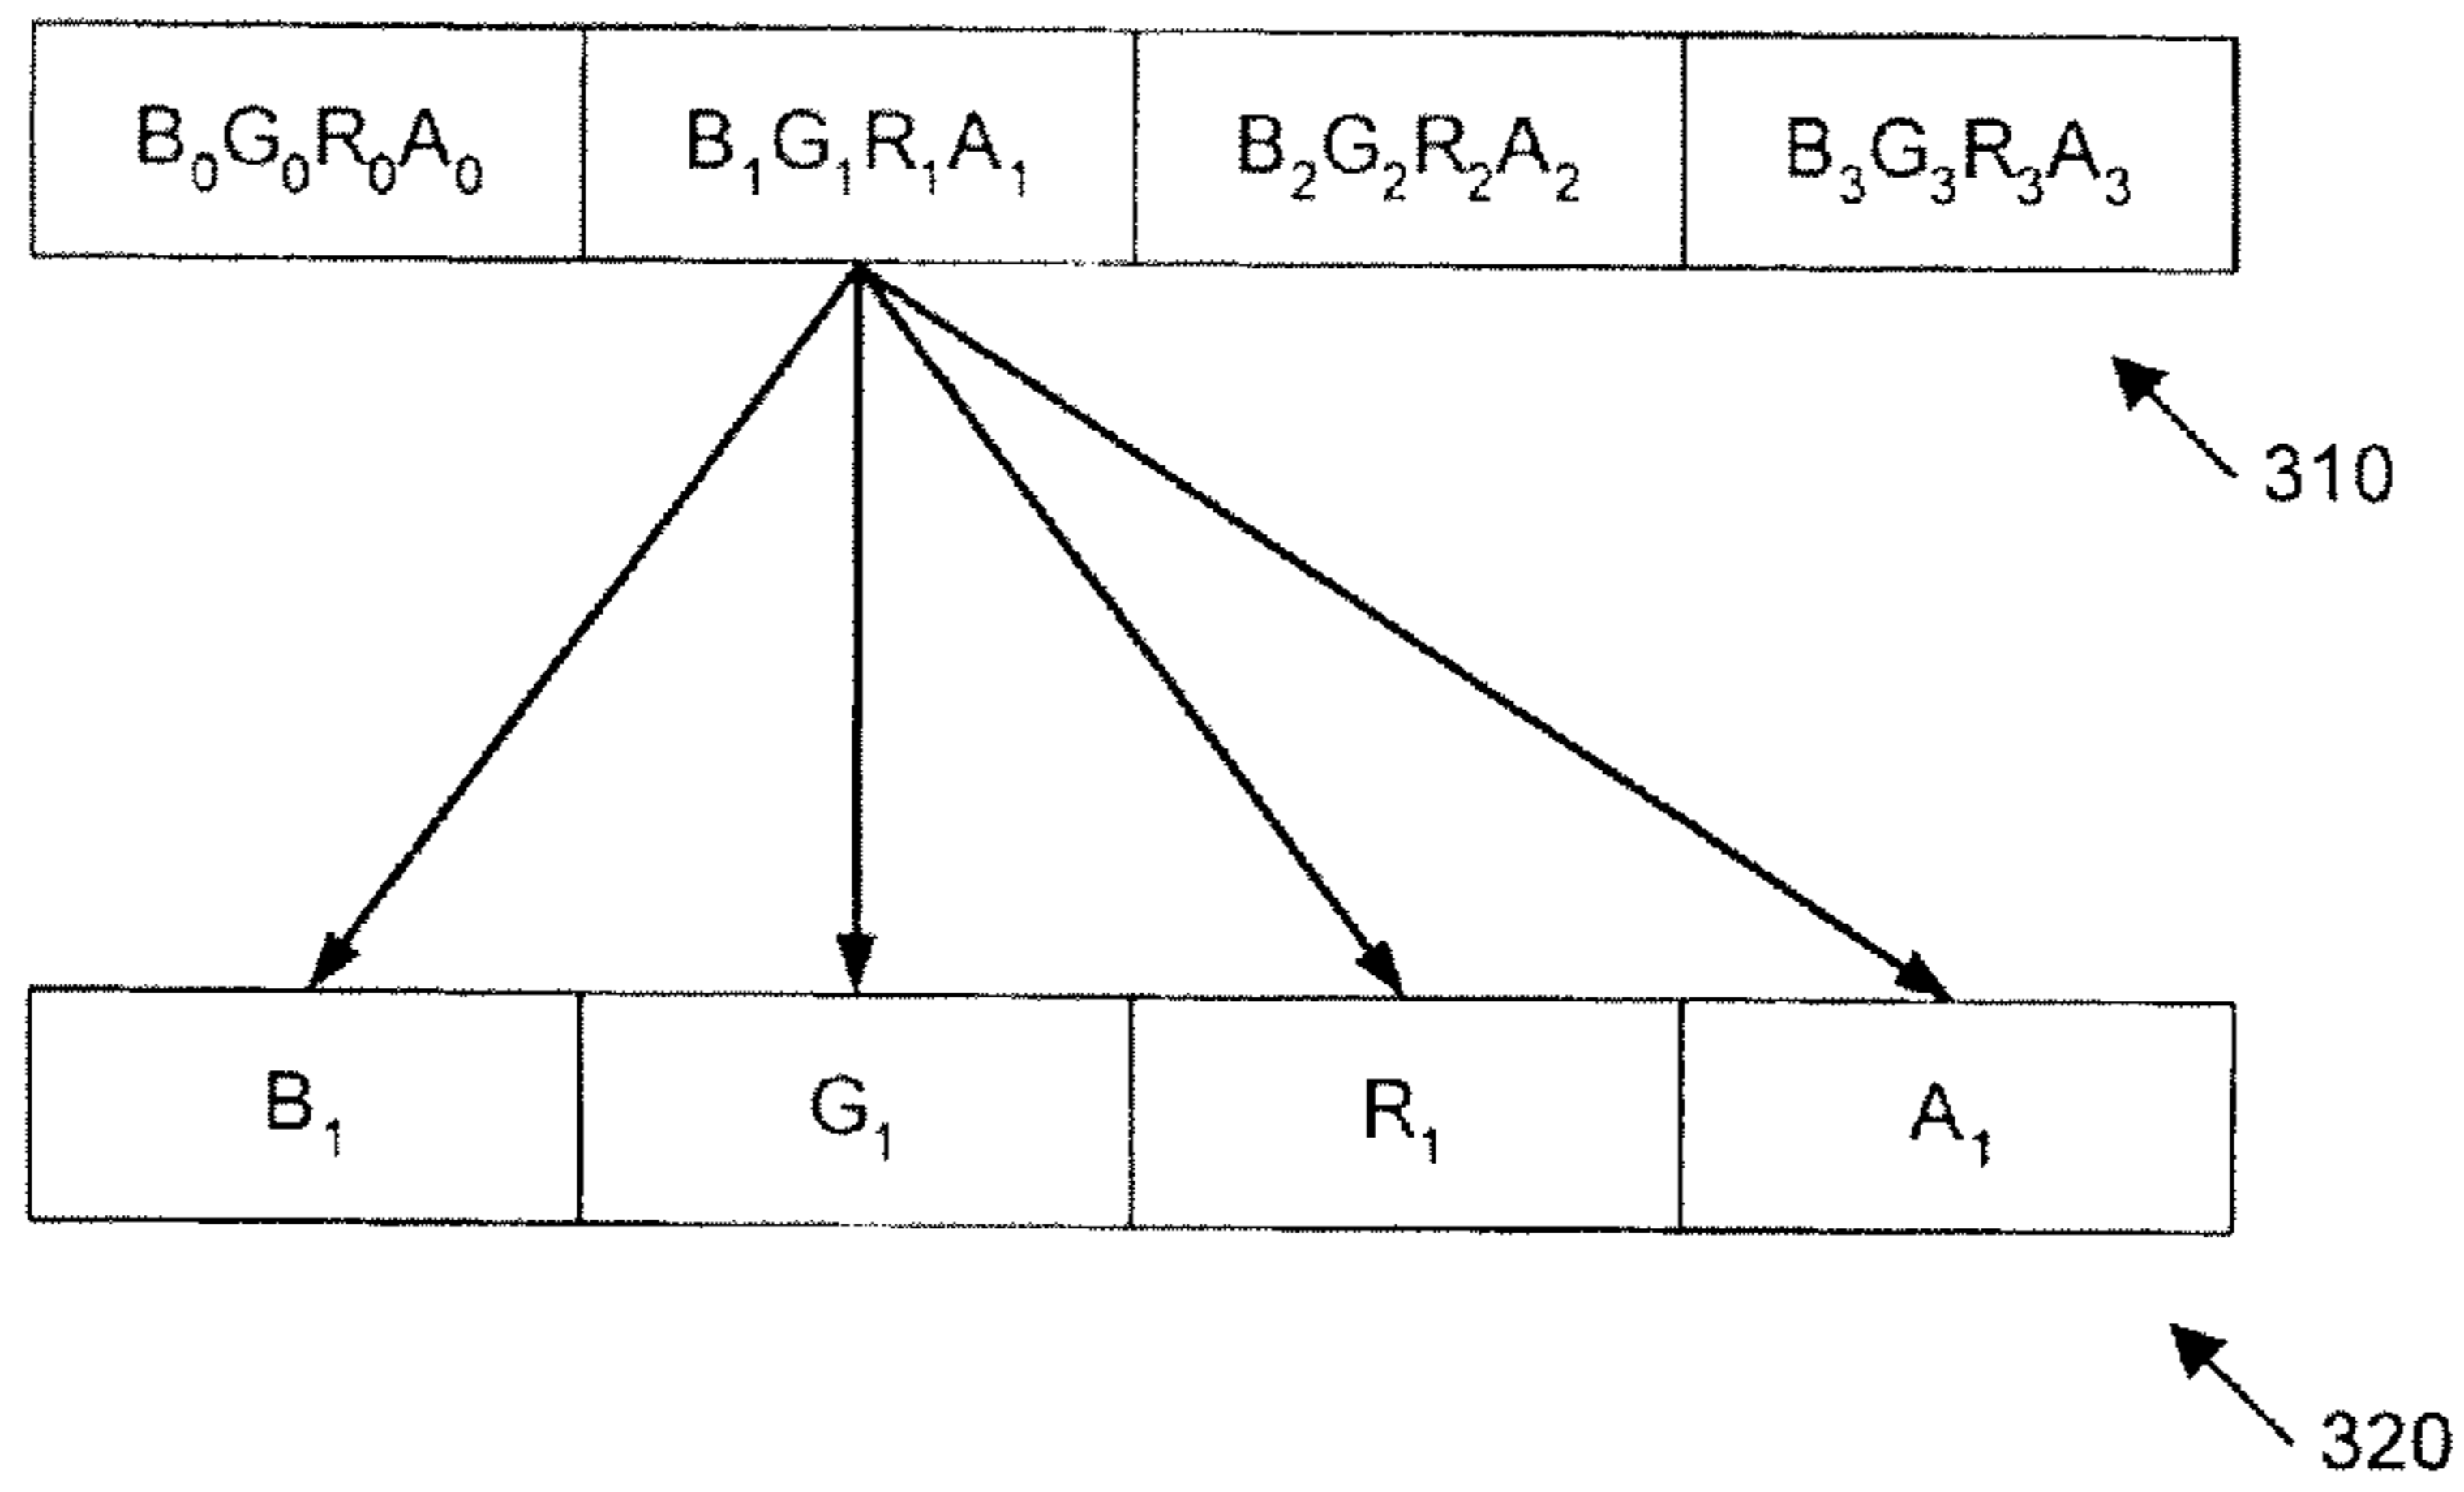 B₀G₀R₀A₀ B₁G₁R₁A₁ B₂G₂R₂A₂ B₃G₃R₃A₃
310
B₁ G₁ R₁ A₁
320